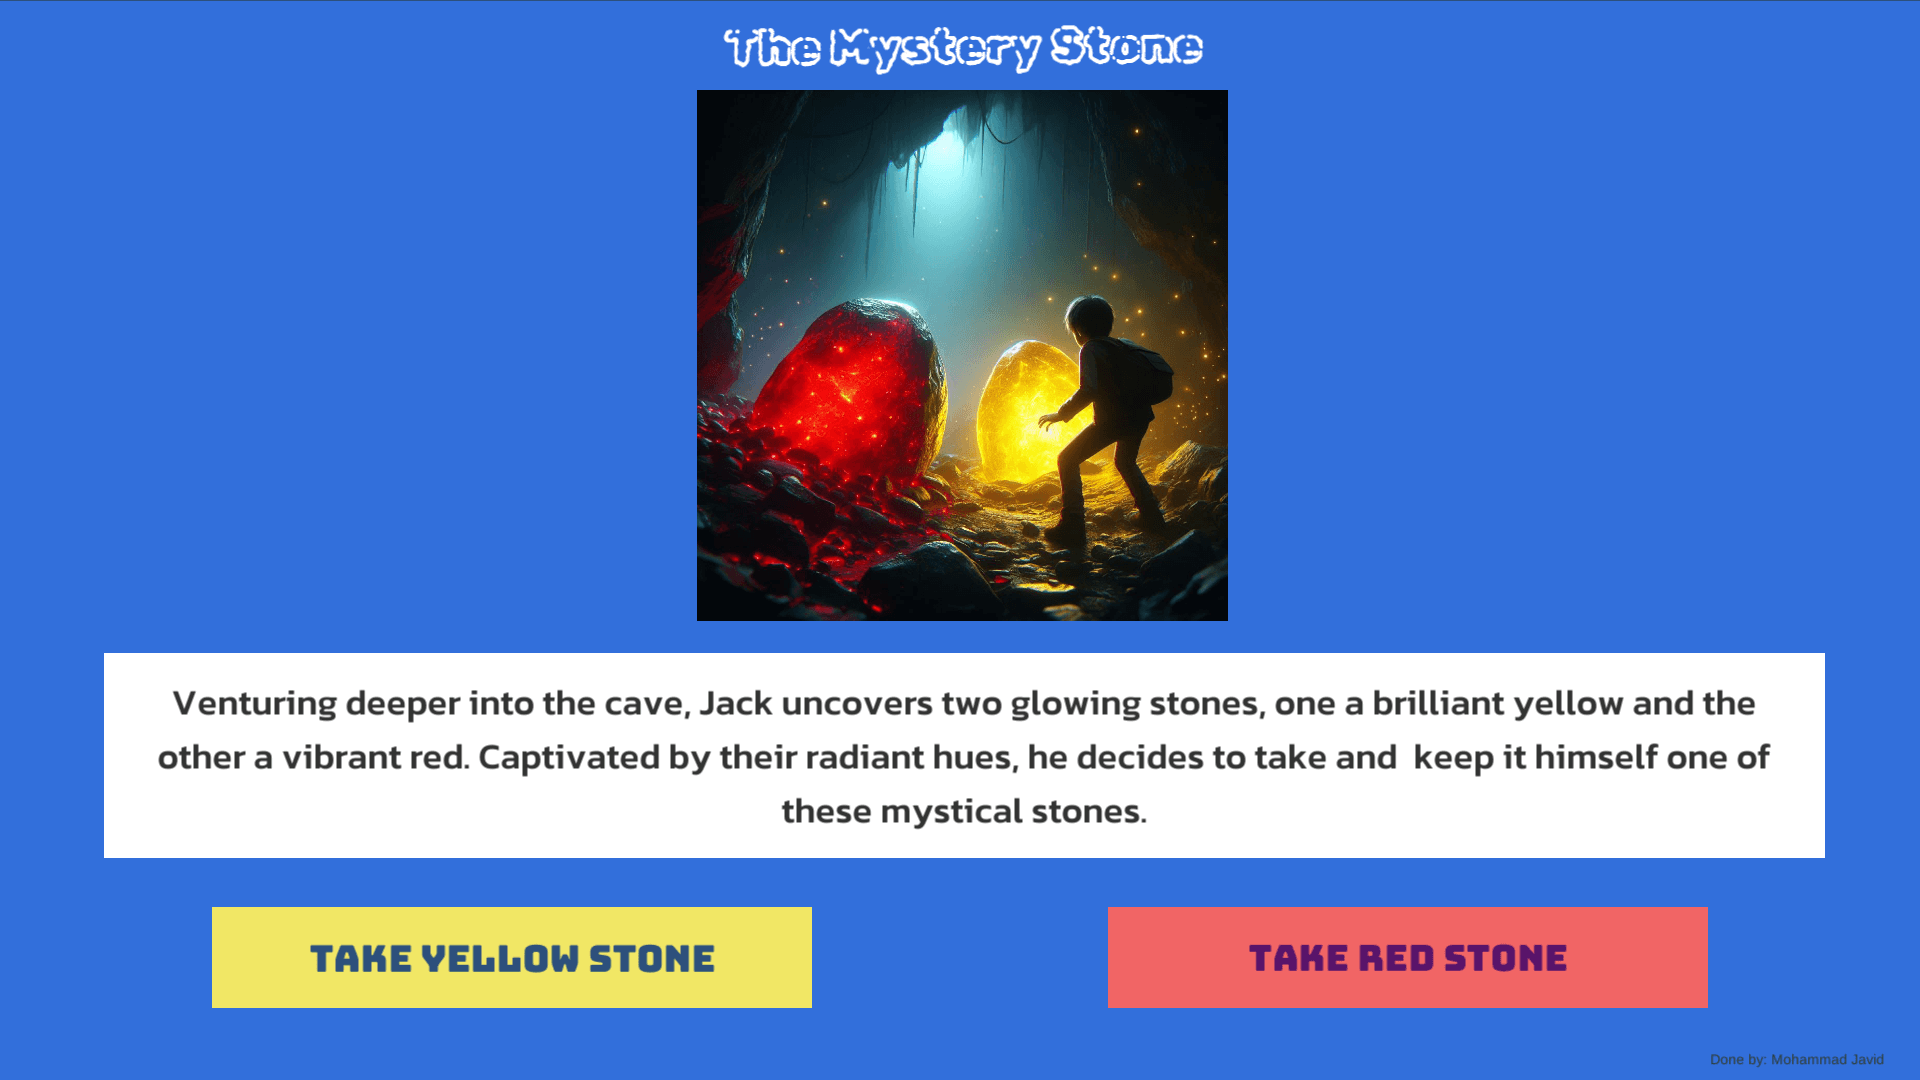 The Mystery Stone
Venturing deeper into the cave, Jack uncovers two glowing stones, one a brilliant yellow and the
other a vibrant red. Captivated by their radiant hues, he decides to take and  keep it himself one of
these mystical stones.
TAKE YELLOW STONE
TAKE RED STONE
Done by: Mohammad Javid